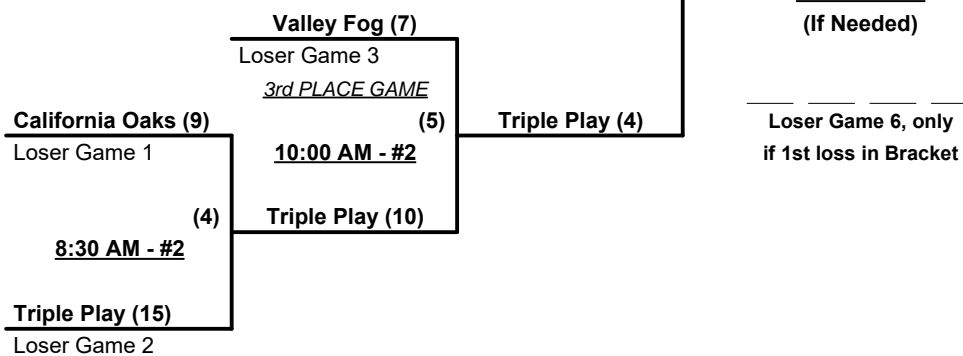 Valley Fog (7)
(If Needed)
Loser Game 3
3rd PLACE GAME
California Oaks (9)
(5)
Triple Play (4)
Loser Game 6, only
Loser Game 1
10:00 AM - #2
if 1st loss in Bracket
(4)
Triple Play (10)
8:30 AM - #2
Triple Play (15)
Loser Game 2